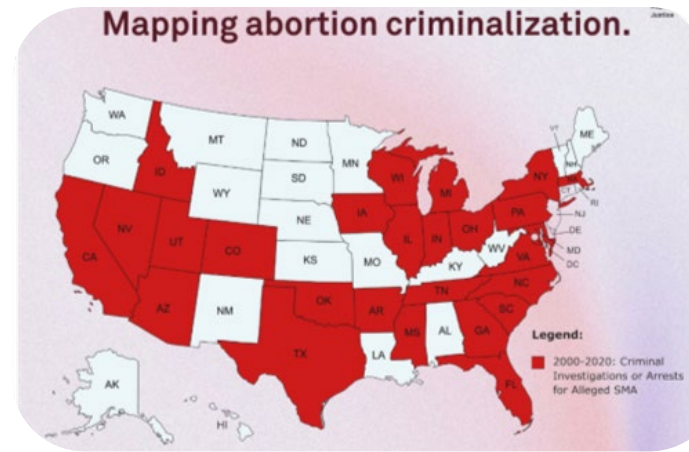 Justice
Mapping abortion criminalization.
WA
MT
ND
MN
VT
ME
OR
ID
SD
WI
MI
NY
NH
WY
IA
PA
CT
RI
NJ
NE
NV
UT
CO
IL
IN
OH
DE
MD
DC
CA
KS
MO
KY
WV
VA
NC
TN
AZ
NM
OK
AR
SC
MS
AL
GA
TX
LA
FL
AK
HI
Legend:
2000-2020: Criminal
Investigations or Arrests
for Alleged SMA